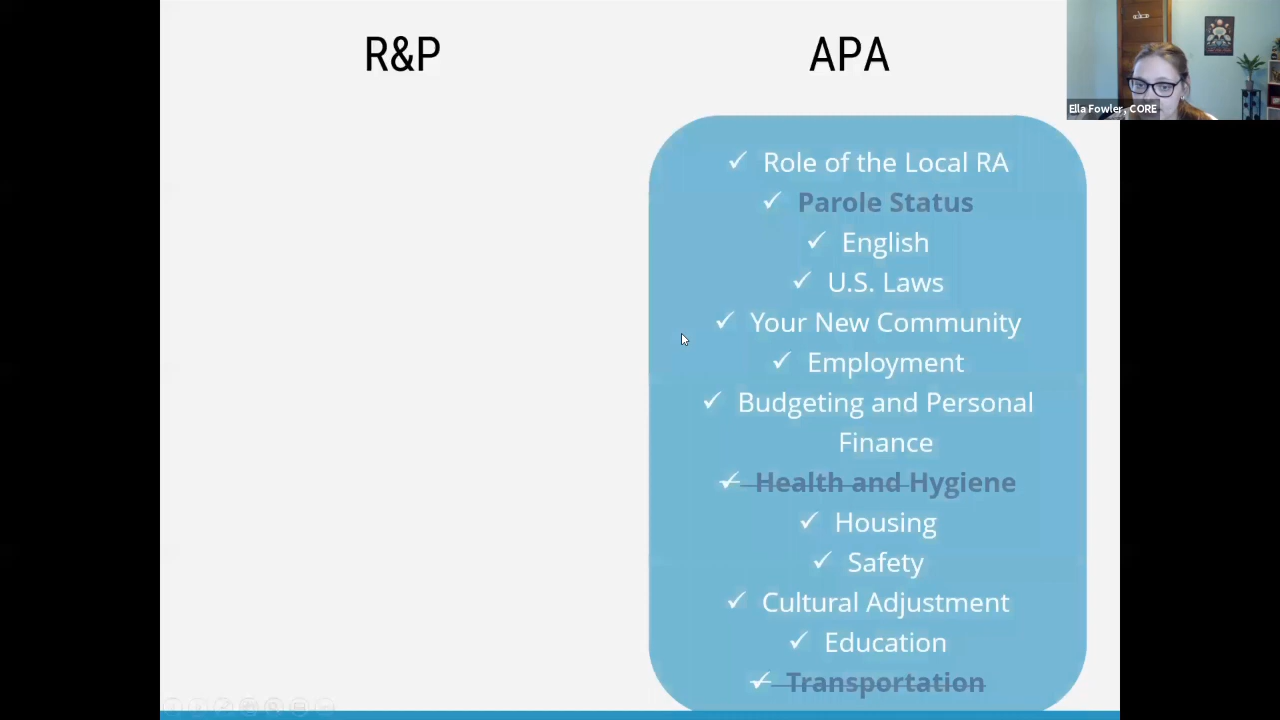 R&P
APA
Ella Fowler, CORE
✓ Role of the Local RA
✓ Parole Status
✓ English
✓ U.S. Laws
✓ Your New Community
✓ Employment
✓ Budgeting and Personal
Finance
✓ Health and Hygiene
✓ Housing
✓ Safety
✓ Cultural Adjustment
✓ Education
✓ Transportation